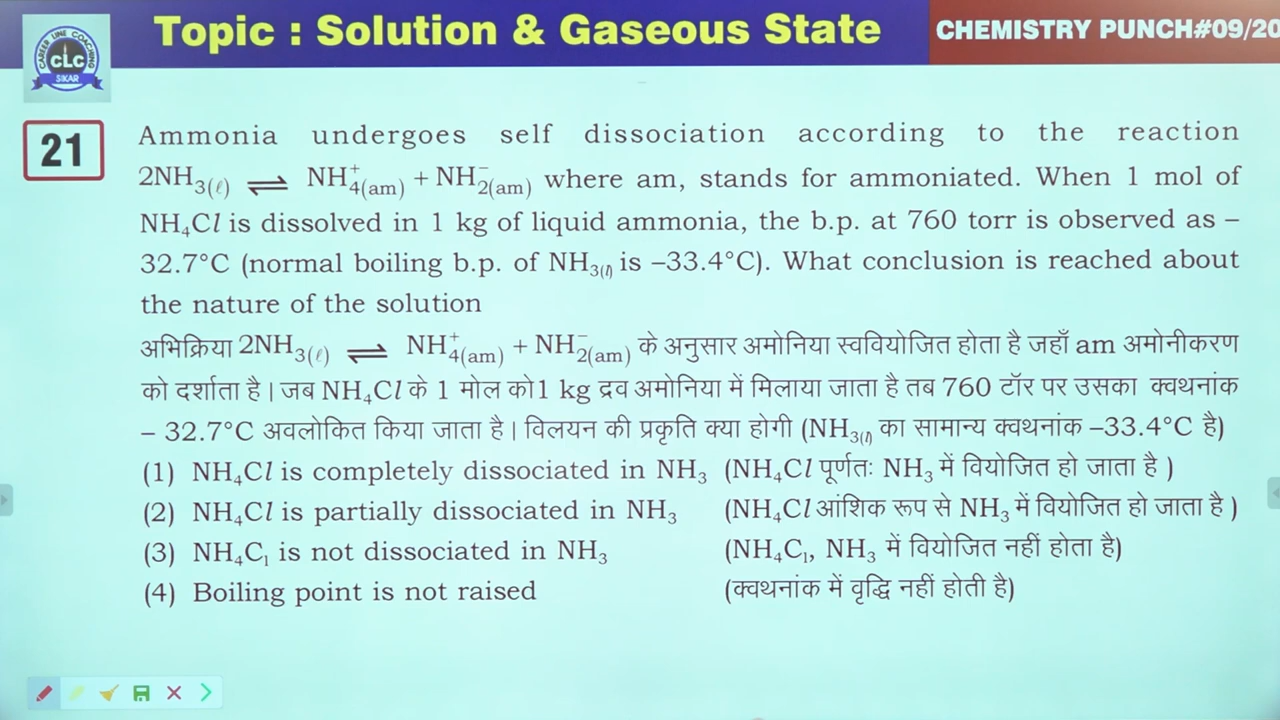 Topic : Solution & Gaseous State
CHEMISTRY PUNCH#09/20
CAREER LINE COACHING
CLC
SIKAR
21
Ammonia undergoes self dissociation according to the reaction
2NH₃₍ℓ₎ ⇌ NH₄⁺(am) + NH₂⁻(am) where am, stands for ammoniated. When 1 mol of
NH₄Cl is dissolved in 1 kg of liquid ammonia, the b.p. at 760 torr is observed as –
32.7°C (normal boiling b.p. of NH₃₍l₎ is –33.4°C). What conclusion is reached about
the nature of the solution
अभिक्रिया 2NH₃₍ℓ₎ ⇌ NH₄⁺(am) + NH₂⁻(am) के अनुसार अमोनिया स्ववियोजित होता है जहाँ am अमोनीकरण
को दर्शाता है। जब NH₄Cl के 1 मोल को1 kg द्रव अमोनिया में मिलाया जाता है तब 760 टॉर पर उसका क्वथनांक
– 32.7°C अवलोकित किया जाता है। विलयन की प्रकृति क्या होगी (NH₃₍l₎ का सामान्य क्वथनांक –33.4°C है)
(1) NH₄Cl is completely dissociated in NH₃ (NH₄Cl पूर्णतः NH₃ में वियोजित हो जाता है )
(2) NH₄Cl is partially dissociated in NH₃ (NH₄Cl आंशिक रूप से NH₃ में वियोजित हो जाता है )
(3) NH₄Cₗ is not dissociated in NH₃ (NH₄Cₗ, NH₃ में वियोजित नहीं होता है)
(4) Boiling point is not raised (क्वथनांक में वृद्धि नहीं होती है)